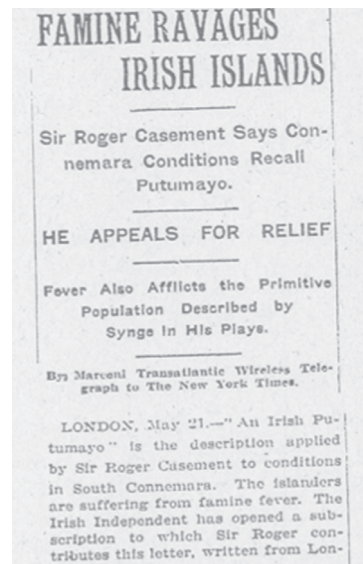 FAMINE RAVAGES
IRISH ISLANDS
Sir Roger Casement Says Con-
nemara Conditions Recall
Putumayo.
HE APPEALS FOR RELIEF
Fever Also Afflicts the Primitive
Population Described by
Synge in His Plays.
By Marconi Transatlantic Wireless Tele-
graph to The New York Times.
LONDON, May 21.—" An Irish Pu-
tumayo " is the description applied
by Sir Roger Casement to conditions
in South Connemara. The islanders
are suffering from famine fever. The
Irish Independent has opened a sub-
scription to which Sir Roger con-
tributes this letter, written from Lon-